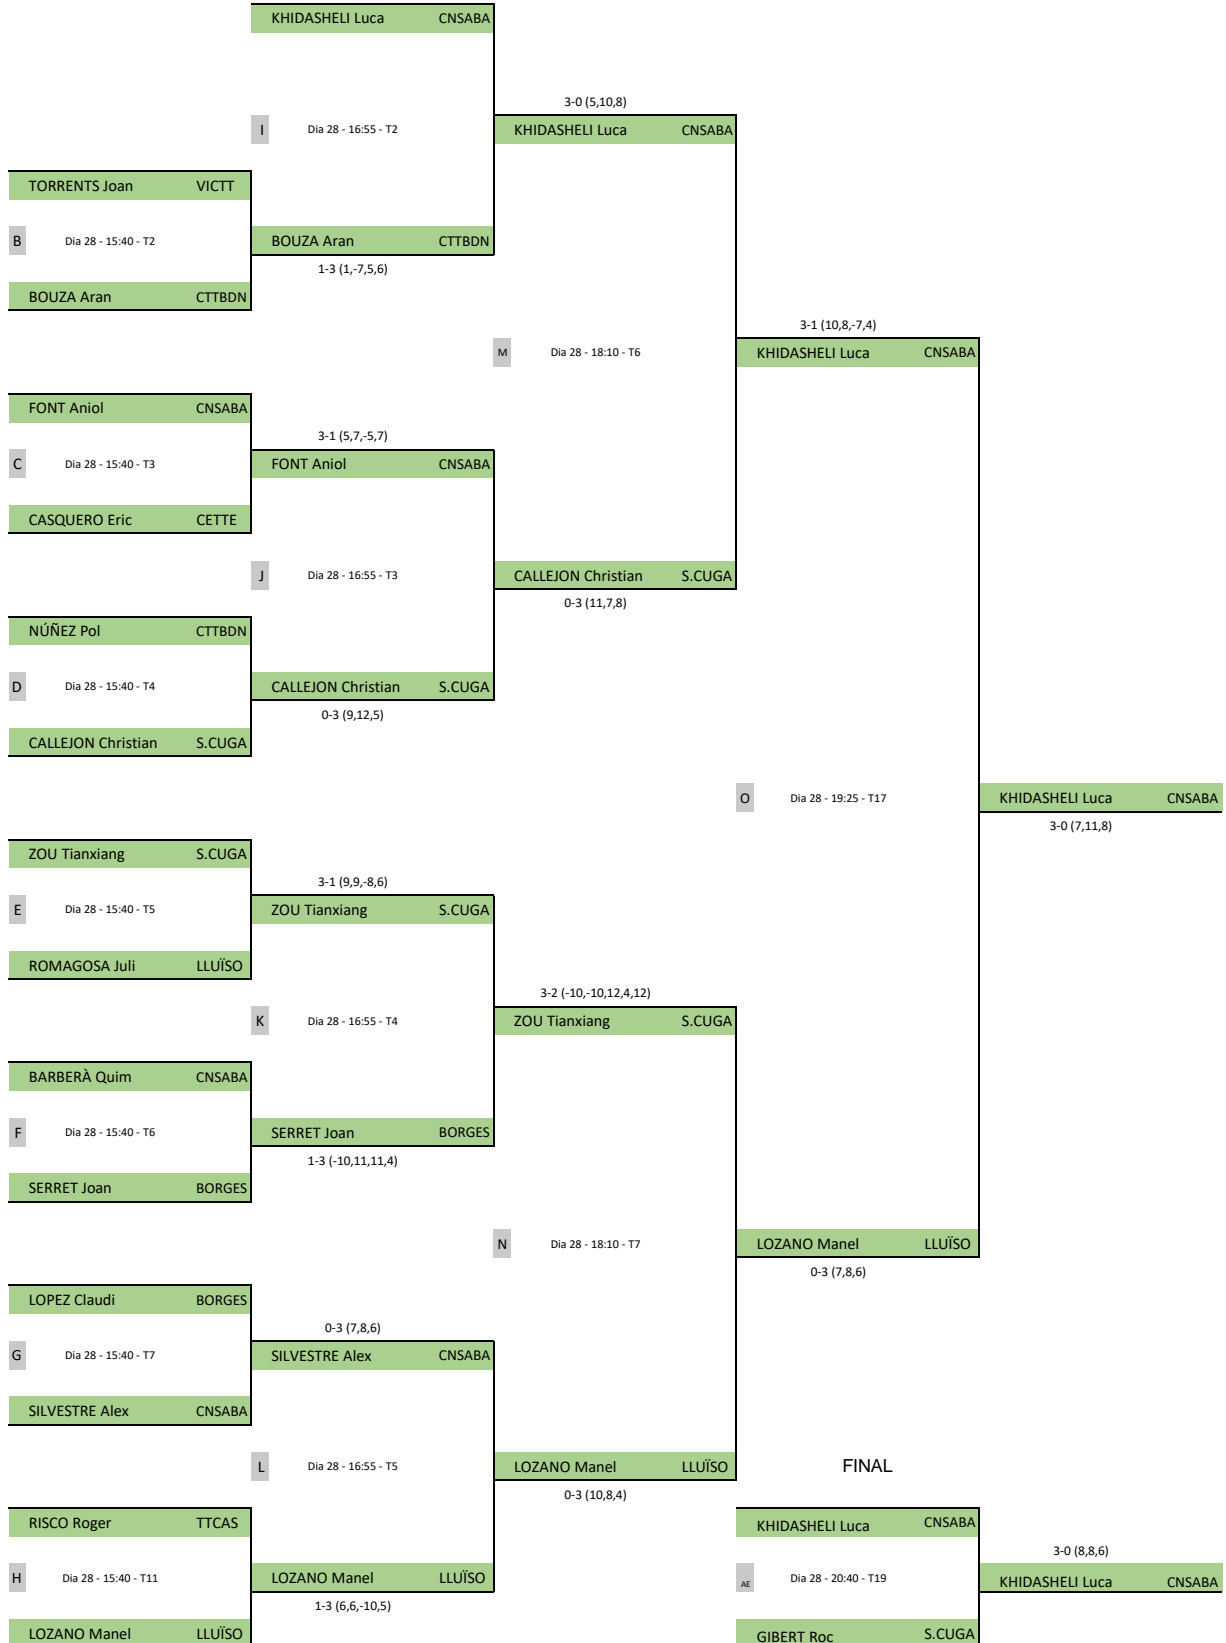 KHIDASHELI Luca CNSABA
3-0 (5,10,8)
I Dia 28 - 16:55 - T2 KHIDASHELI Luca CNSABA
TORRENTS Joan VICTT
B Dia 28 - 15:40 - T2 BOUZA Aran CTTBDN
1-3 (1,-7,5,6)
BOUZA Aran CTTBDN
3-1 (10,8,-7,4)
M Dia 28 - 18:10 - T6 KHIDASHELI Luca CNSABA
FONT Aniol CNSABA
3-1 (5,7,-5,7)
C Dia 28 - 15:40 - T3 FONT Aniol CNSABA
CASQUERO Eric CETTE
J Dia 28 - 16:55 - T3 CALLEJON Christian S.CUGA
0-3 (11,7,8)
NÚÑEZ Pol CTTBDN
D Dia 28 - 15:40 - T4 CALLEJON Christian S.CUGA
0-3 (9,12,5)
CALLEJON Christian S.CUGA
O Dia 28 - 19:25 - T17 KHIDASHELI Luca CNSABA
3-0 (7,11,8)
ZOU Tianxiang S.CUGA
3-1 (9,9,-8,6)
E Dia 28 - 15:40 - T5 ZOU Tianxiang S.CUGA
ROMAGOSA Juli LLUÏSO
3-2 (-10,-10,12,4,12)
K Dia 28 - 16:55 - T4 ZOU Tianxiang S.CUGA
BARBERÀ Quim CNSABA
F Dia 28 - 15:40 - T6 SERRET Joan BORGES
1-3 (-10,11,11,4)
SERRET Joan BORGES
N Dia 28 - 18:10 - T7 LOZANO Manel LLUÏSO
0-3 (7,8,6)
LOPEZ Claudi BORGES
0-3 (7,8,6)
G Dia 28 - 15:40 - T7 SILVESTRE Alex CNSABA
SILVESTRE Alex CNSABA
L Dia 28 - 16:55 - T5 LOZANO Manel LLUÏSO FINAL
0-3 (10,8,4)
RISCO Roger TTCAS KHIDASHELI Luca CNSABA
3-0 (8,8,6)
H Dia 28 - 15:40 - T11 LOZANO Manel LLUÏSO AE Dia 28 - 20:40 - T19 KHIDASHELI Luca CNSABA
1-3 (6,6,-10,5)
LOZANO Manel LLUÏSO GIBERT Roc S.CUGA